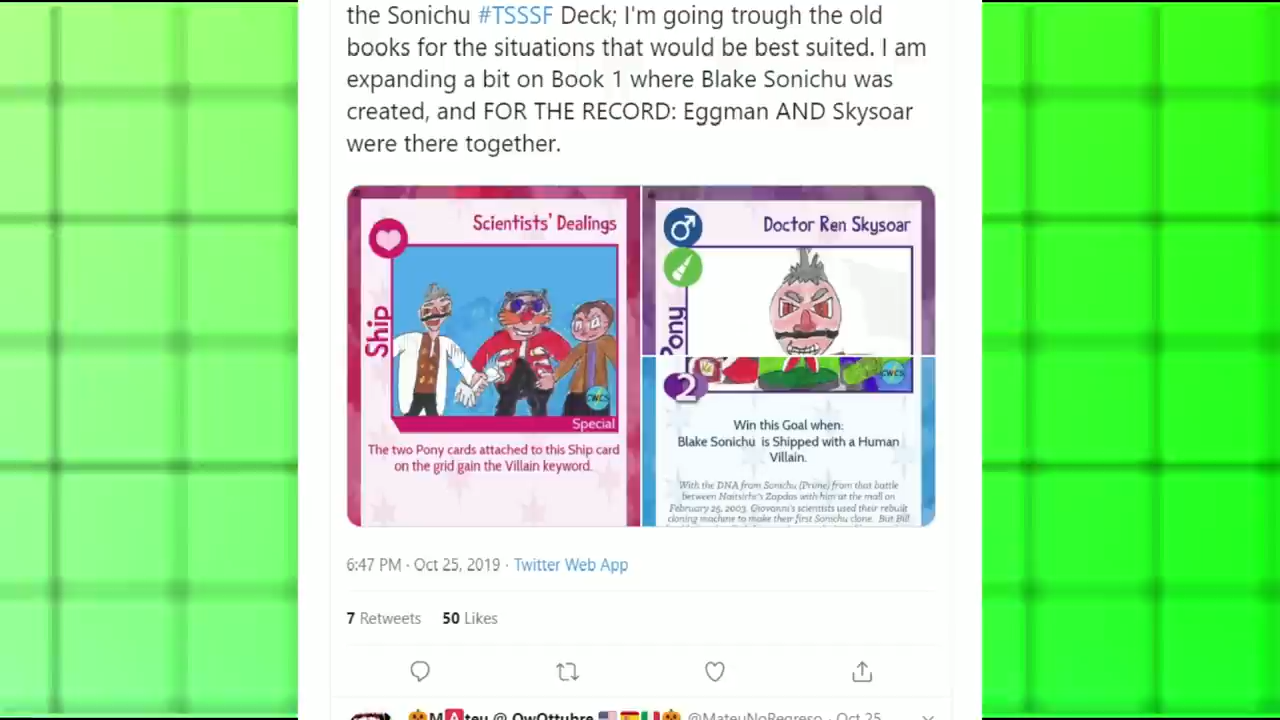 the Sonichu #TSSSF Deck; I'm going trough the old
books for the situations that would be best suited. I am
expanding a bit on Book 1 where Blake Sonichu was
created, and FOR THE RECORD: Eggman AND Skysoar
were there together.
Scientists' Dealings
Ship
CWCS
Special
The two Pony cards attached to this Ship card
on the grid gain the Villain keyword.
Doctor Ren Skysoar
Pony
CWCS
2
Win this Goal when:
Blake Sonichu is Shipped with a Human
Villain.
With the DNA from Sonichu (Prime) from that battle
between Naitsirhc's Zapdos with him at the mall on
February 25, 2003, Giovanni's scientists used their rebuilt
cloning machine to make their first Sonichu clone. But Bill
6:47 PM · Oct 25, 2019 · Twitter Web App
7 Retweets 50 Likes
@MateuNoRegreso · Oct 25